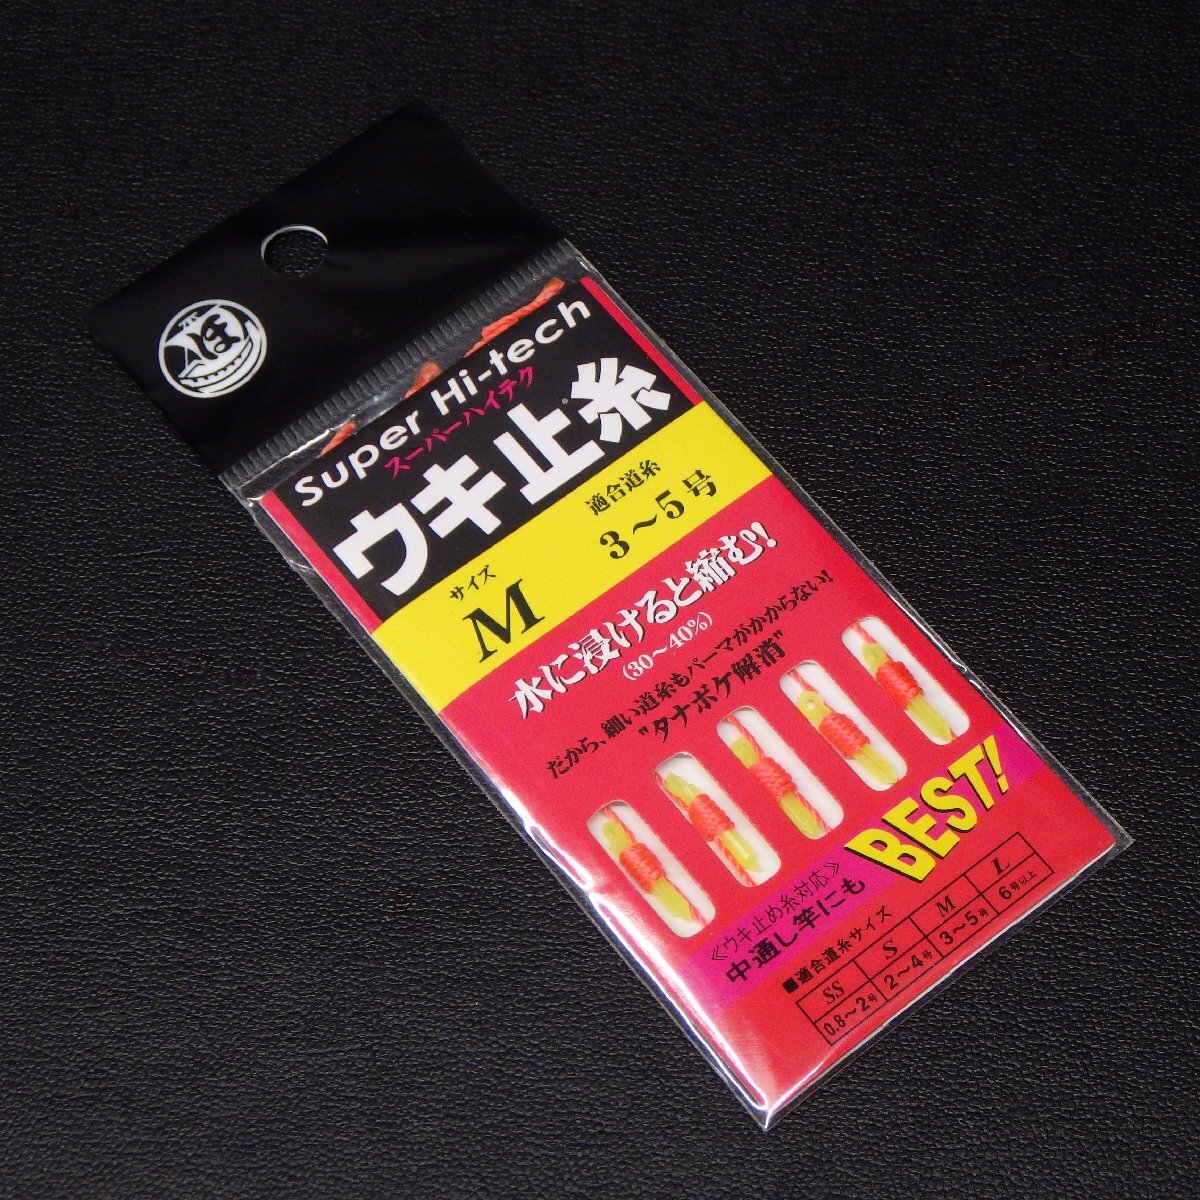 ほ
Super Hi-tech
スーパーハイテク
ウキ止糸
サイズ
M
適合道糸
3～5号
水に浸けると縮む!
(30～40%)
だから、細い道糸もパーマがかからない!
"タナボケ解消"
《ウキ止め糸対応》
中通し竿にも
BEST!
■適合道糸サイズ
SS S M L
0.8～2号 2～4号 3～5号 6号以上